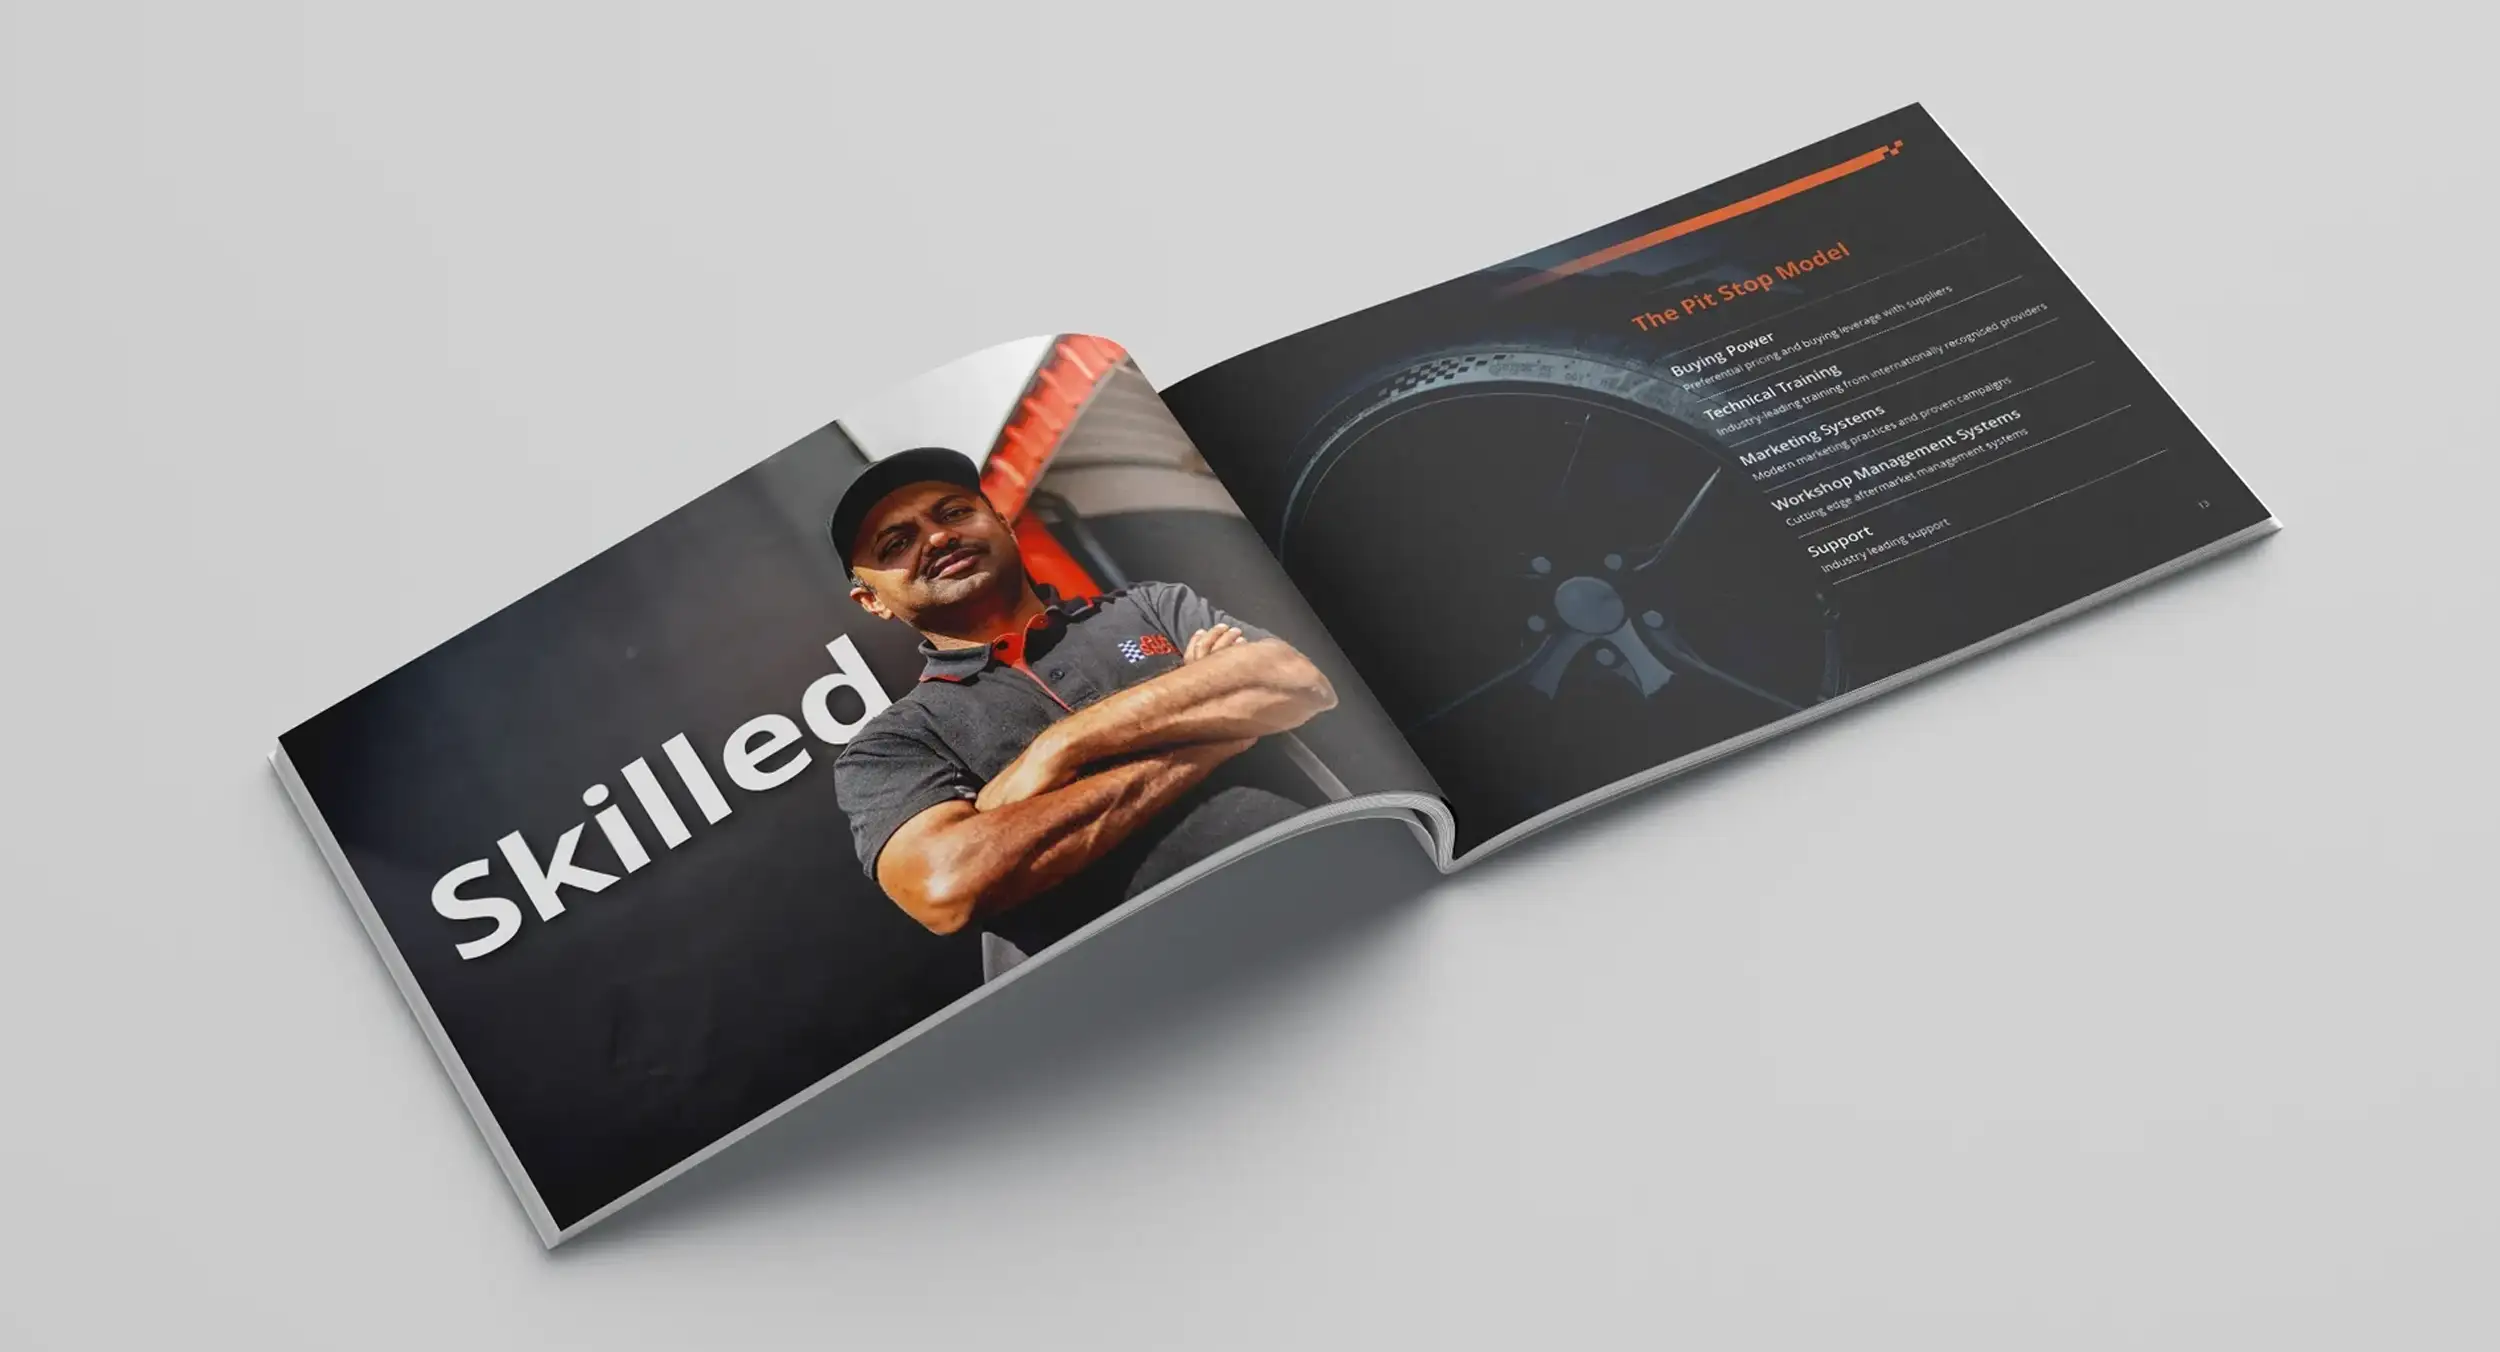 Skilled
The Pit Stop Model
Buying Power
Preferential pricing and buying leverage with suppliers
Technical Training
Industry-leading training from internationally recognised providers
Marketing Systems
Modern marketing practices and proven campaigns
Workshop Management Systems
Cutting edge aftermarket management systems
Support
Industry leading support
13